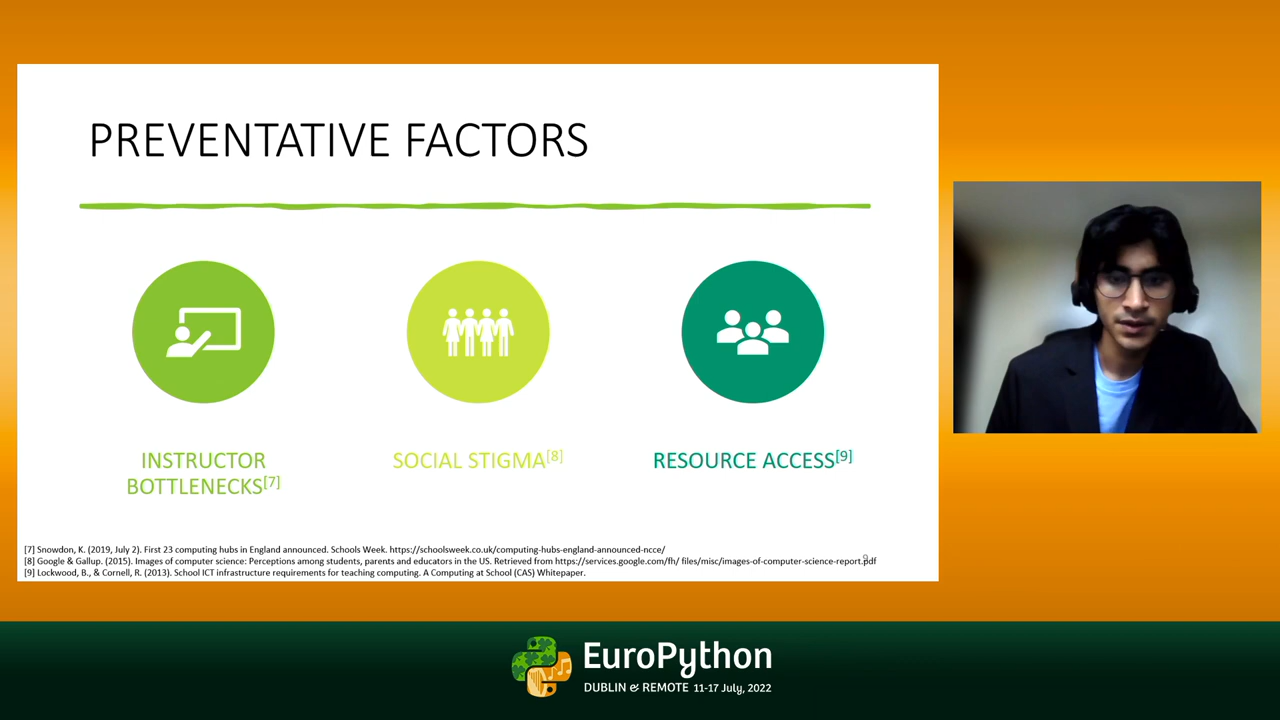 PREVENTATIVE FACTORS
INSTRUCTOR
BOTTLENECKS[7]
SOCIAL STIGMA[8]
RESOURCE ACCESS[9]
[7] Snowdon, K. (2019, July 2). First 23 computing hubs in England announced. Schools Week. https://schoolsweek.co.uk/computing-hubs-england-announced-ncce/
[8] Google & Gallup. (2015). Images of computer science: Perceptions among students, parents and educators in the US. Retrieved from https://services.google.com/fh/ files/misc/images-of-computer-science-report.pdf
[9] Lockwood, B., & Cornell, R. (2013). School ICT infrastructure requirements for teaching computing. A Computing at School (CAS) Whitepaper.
9
EuroPython
DUBLIN & REMOTE 11-17 July, 2022